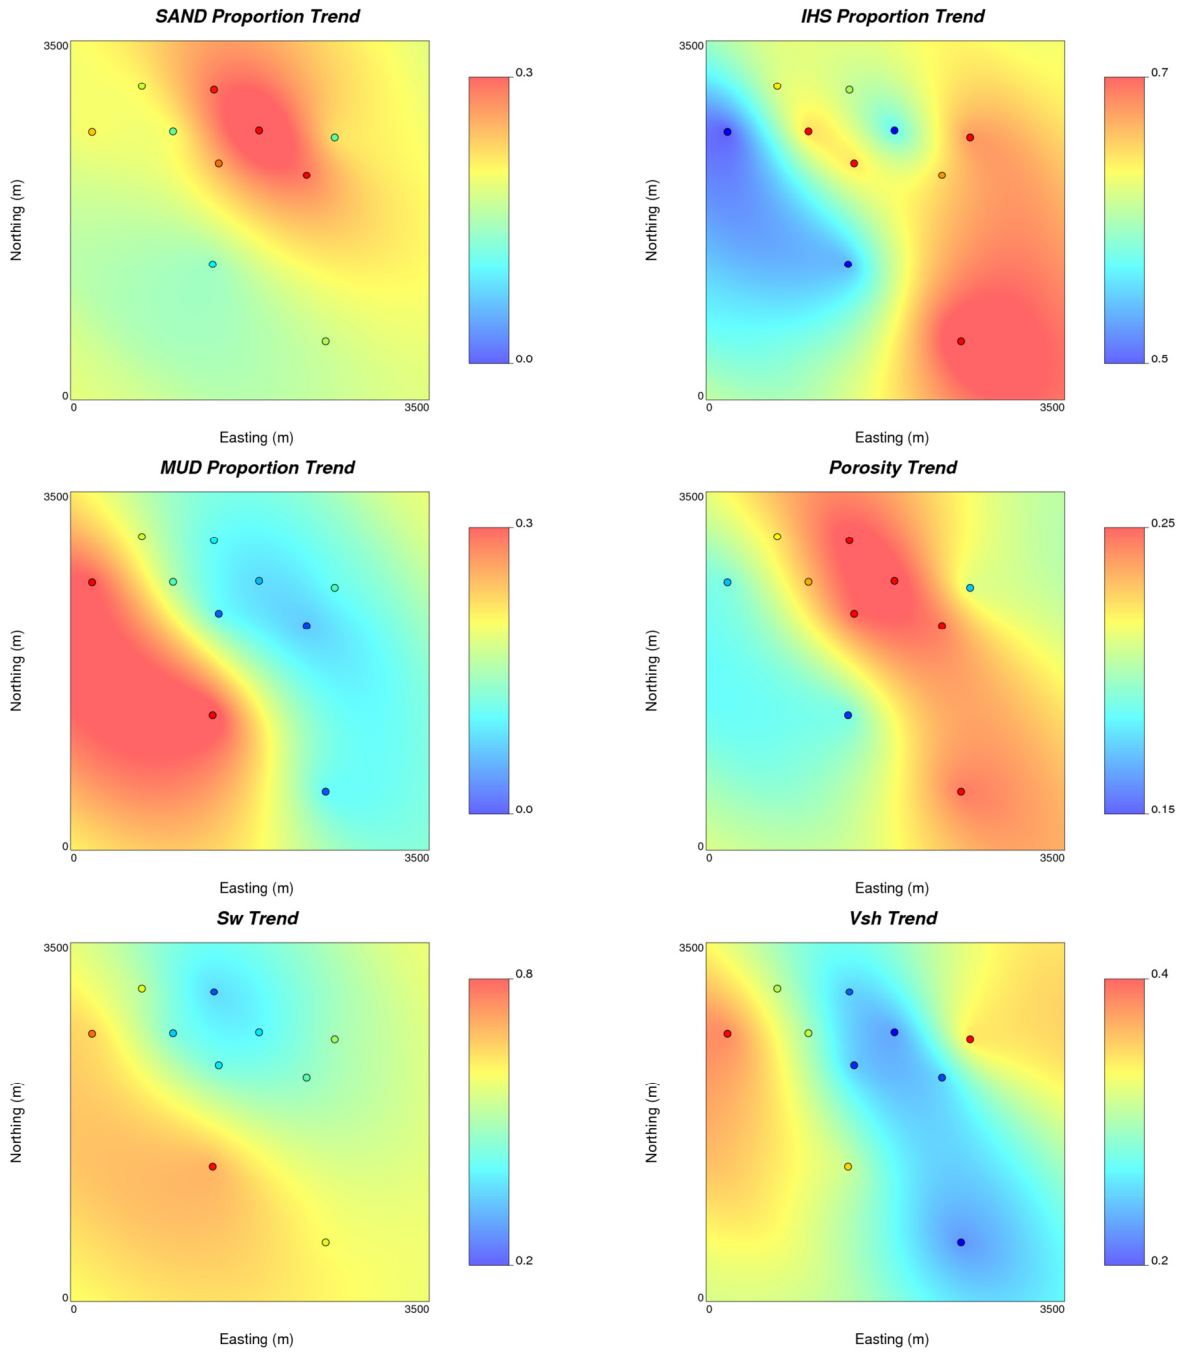 SAND Proportion Trend
3500
0.3
Northing (m)
0.0
0
0
3500
Easting (m)
IHS Proportion Trend
3500
0.7
Northing (m)
0.5
0
0
3500
Easting (m)
MUD Proportion Trend
3500
0.3
Northing (m)
0.0
0
0
3500
Easting (m)
Porosity Trend
3500
0.25
Northing (m)
0.15
0
0
3500
Easting (m)
Sw Trend
3500
0.8
Northing (m)
0.2
0
0
3500
Easting (m)
Vsh Trend
3500
0.4
Northing (m)
0.2
0
0
3500
Easting (m)